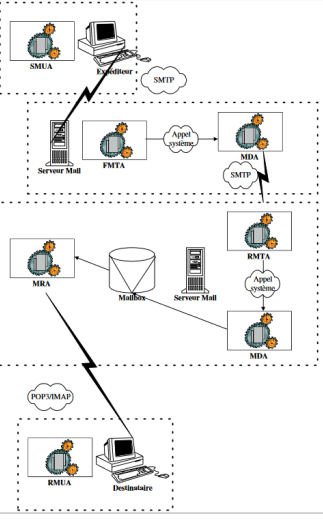 SMUA
Expéditeur
SMTP
Serveur Mail
FMTA
Appel
système
MDA
SMTP
MRA
Mailbox
Serveur Mail
RMTA
Appel
système
MDA
POP3/IMAP
RMUA
Destinataire